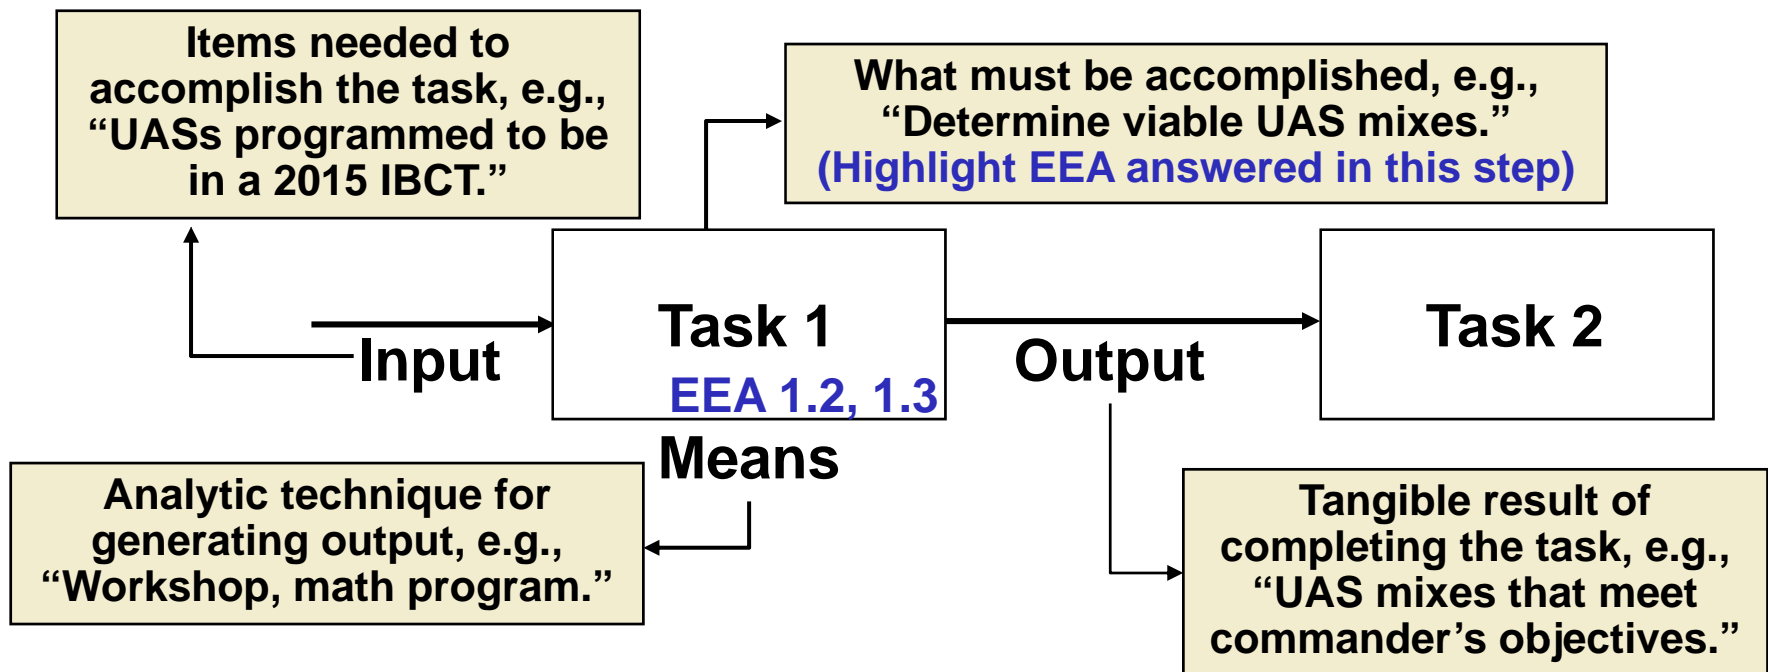 Items needed to
accomplish the task, e.g.,
“UASs programmed to be
in a 2015 IBCT.”
What must be accomplished, e.g.,
“Determine viable UAS mixes.”
(Highlight EEA answered in this step)
Input
Task 1
EEA 1.2, 1.3
Means
Output
Task 2
Analytic technique for
generating output, e.g.,
“Workshop, math program.”
Tangible result of
completing the task, e.g.,
“UAS mixes that meet
commander’s objectives.”